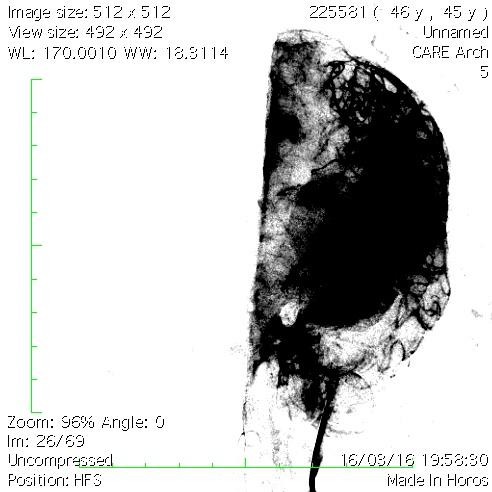 Image size: 512 x 512
View size: 492 x 492
WL: 170.0010 WW: 18.3114
225581 ( 46 y , 45 y )
Unnamed
CARE Arch
5
Zoom: 96% Angle: 0
Im: 26/69
Uncompressed
Position: HFS
16/03/16 19:58:30
Made In Horos